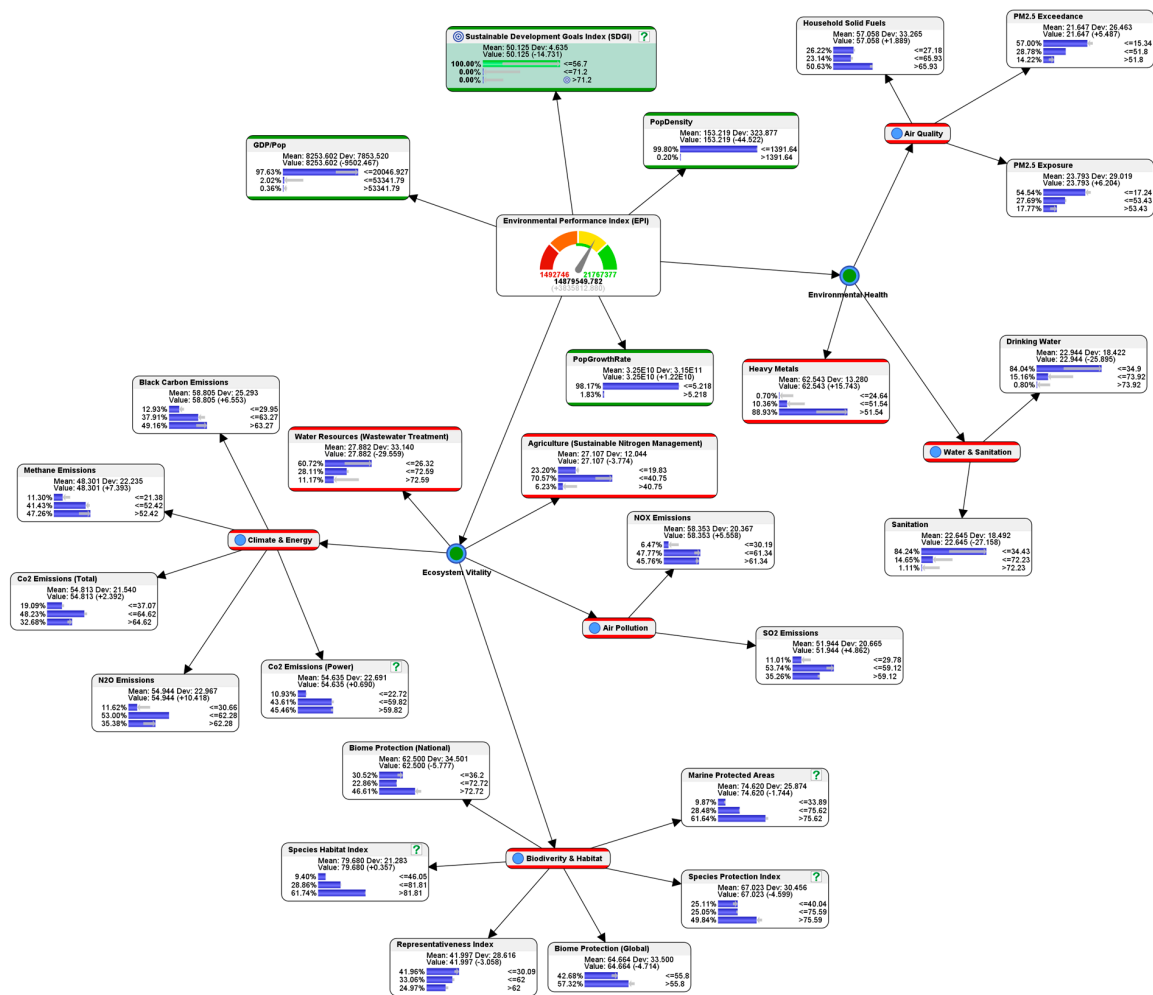 Sustainable Development Goals Index (SDGI) ?
Mean: 50.125 Dev: 4.635
Value: 50.125 (-14.731)
100.00% <=56.7
0.00% <=71.2
0.00% >71.2
Household Solid Fuels
Mean: 57.058 Dev: 33.265
Value: 57.058 (+1.889)
26.22% <=27.18
23.14% <=65.93
50.63% >65.93
PM2.5 Exceedance
Mean: 21.647 Dev: 26.463
Value: 21.647 (+5.487)
57.00% <=15.34
28.78% <=51.8
14.22% >51.8
PopDensity
Mean: 153.219 Dev: 323.877
Value: 153.219 (-44.522)
99.80% <=1391.64
0.20% >1391.64
Air Quality
GDP/Pop
Mean: 8253.602 Dev: 7853.520
Value: 8253.602 (-9502.467)
97.63% <=20046.927
2.02% <=53341.79
0.36% >53341.79
PM2.5 Exposure
Mean: 23.793 Dev: 29.019
Value: 23.793 (+6.204)
54.54% <=17.24
27.69% <=53.43
17.77% >53.43
Environmental Performance Index (EPI)
1492746 21767377
14879549.782
(+3835812.880)
Environmental Health
PopGrowthRate
Mean: 3.25E10 Dev: 3.15E11
Value: 3.25E10 (+1.22E10)
98.17% <=5.218
1.83% >5.218
Heavy Metals
Mean: 62.543 Dev: 13.280
Value: 62.543 (+15.743)
0.70% <=24.64
10.36% <=51.54
88.93% >51.54
Drinking Water
Mean: 22.944 Dev: 18.422
Value: 22.944 (-25.895)
84.04% <=34.9
15.16% <=73.92
0.80% >73.92
Black Carbon Emissions
Mean: 58.805 Dev: 25.293
Value: 58.805 (+6.553)
12.93% <=29.95
37.91% <=63.27
49.16% >63.27
Water Resources (Wastewater Treatment)
Mean: 27.882 Dev: 33.140
Value: 27.882 (-29.559)
60.72% <=26.32
28.11% <=72.59
11.17% >72.59
Agriculture (Sustainable Nitrogen Management)
Mean: 27.107 Dev: 12.044
Value: 27.107 (-3.774)
23.20% <=19.83
70.57% <=40.75
6.23% >40.75
Water & Sanitation
Methane Emissions
Mean: 48.301 Dev: 22.235
Value: 48.301 (+7.393)
11.30% <=21.38
41.43% <=52.42
47.26% >52.42
NOX Emissions
Mean: 58.353 Dev: 20.367
Value: 58.353 (+5.558)
6.47% <=30.19
47.77% <=61.34
45.76% >61.34
Sanitation
Mean: 22.645 Dev: 18.492
Value: 22.645 (-27.158)
84.24% <=34.43
14.65% <=72.23
1.11% >72.23
Climate & Energy
Ecosystem Vitality
Co2 Emissions (Total)
Mean: 54.813 Dev: 21.540
Value: 54.813 (+2.392)
19.09% <=37.07
48.23% <=64.62
32.68% >64.62
Air Pollution
SO2 Emissions
Mean: 51.944 Dev: 20.665
Value: 51.944 (+4.862)
11.01% <=29.78
53.74% <=59.12
35.26% >59.12
Co2 Emissions (Power) ?
Mean: 54.635 Dev: 22.691
Value: 54.635 (+0.690)
10.93% <=22.72
43.61% <=59.82
45.46% >59.82
N2O Emissions
Mean: 54.944 Dev: 22.967
Value: 54.944 (+10.418)
11.62% <=30.66
53.00% <=62.28
35.38% >62.28
Biome Protection (National)
Mean: 62.500 Dev: 34.501
Value: 62.500 (-5.777)
30.52% <=36.2
22.86% <=72.72
46.61% >72.72
Marine Protected Areas ?
Mean: 74.620 Dev: 25.874
Value: 74.620 (-1.744)
9.87% <=33.89
28.48% <=75.62
61.64% >75.62
Species Habitat Index ?
Mean: 79.680 Dev: 21.283
Value: 79.680 (+0.357)
9.40% <=46.05
28.86% <=81.81
61.74% >81.81
Biodiverity & Habitat
Species Protection Index ?
Mean: 67.023 Dev: 30.456
Value: 67.023 (-4.599)
25.11% <=40.04
25.05% <=75.59
49.84% >75.59
Representativeness Index
Mean: 41.997 Dev: 28.616
Value: 41.997 (-3.058)
41.96% <=30.09
33.06% <=62
24.97% >62
Biome Protection (Global)
Mean: 64.664 Dev: 33.500
Value: 64.664 (-4.714)
42.68% <=55.8
57.32% >55.8